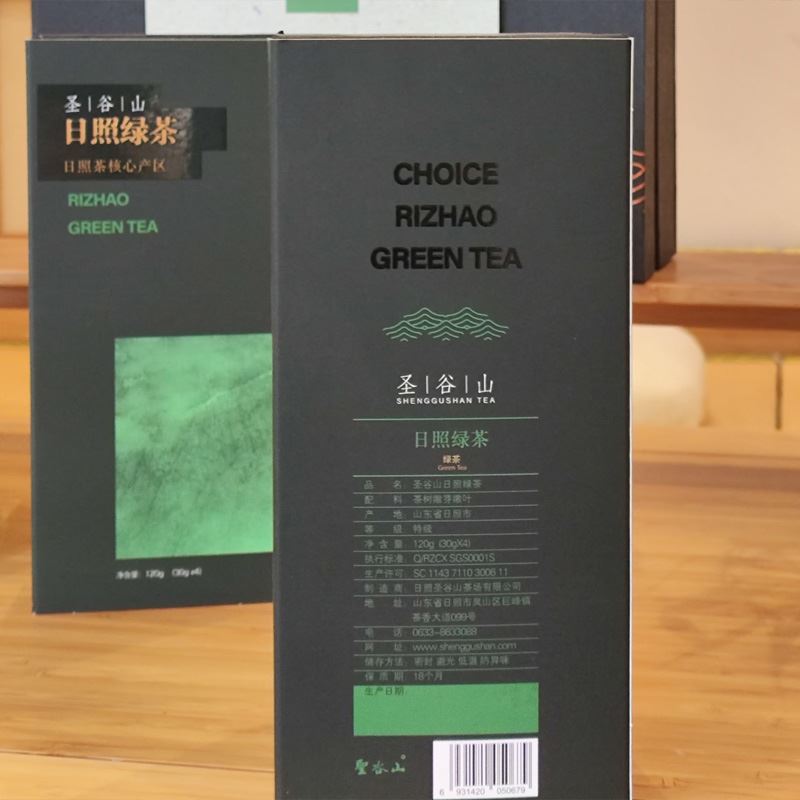 圣|谷|山
日照绿茶
日照茶核心产区
RIZHAO
GREEN TEA
净含量: 120g (30g x4)
CHOICE
RIZHAO
GREEN TEA
圣|谷|山
SHENGGUSHAN TEA
日照绿茶
绿茶
Green Tea
品 名: 圣谷山日照绿茶
配 料: 茶树嫩芽嫩叶
产 地: 山东省日照市
等 级: 特级
净 含 量: 120g (30gX4)
执行标准: Q/RZCX SGS0001S
生产许可: SC 1143 7110 3006 11
制 造 商: 日照圣谷山茶场有限公司
地 址: 山东省日照市岚山区巨峰镇
茶香大道099号
电 话: 0633-8633088
网 址: www.shenggushan.com
储存方法: 密封 避光 低温 防异味
保 质 期: 18个月
生产日期:
聖谷山
6 931420 050679